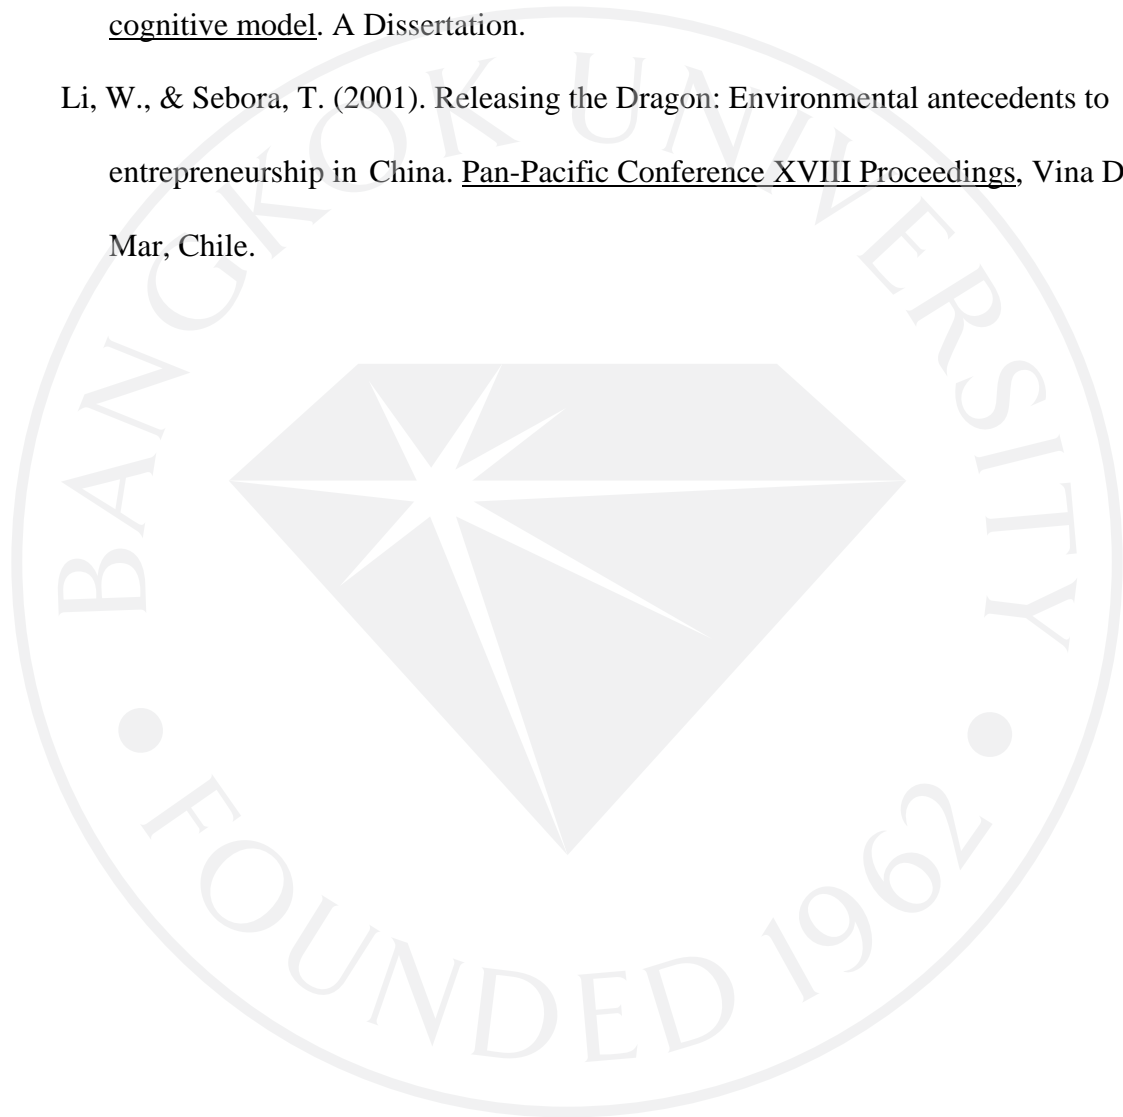 cognitive model. A Dissertation.
Li, W., & Sebora, T. (2001). Releasing the Dragon: Environmental antecedents to
entrepreneurship in China. Pan-Pacific Conference XVIII Proceedings, Vina D
Mar, Chile.
BANGKOK UNIVERSITY
FOUNDED 1962